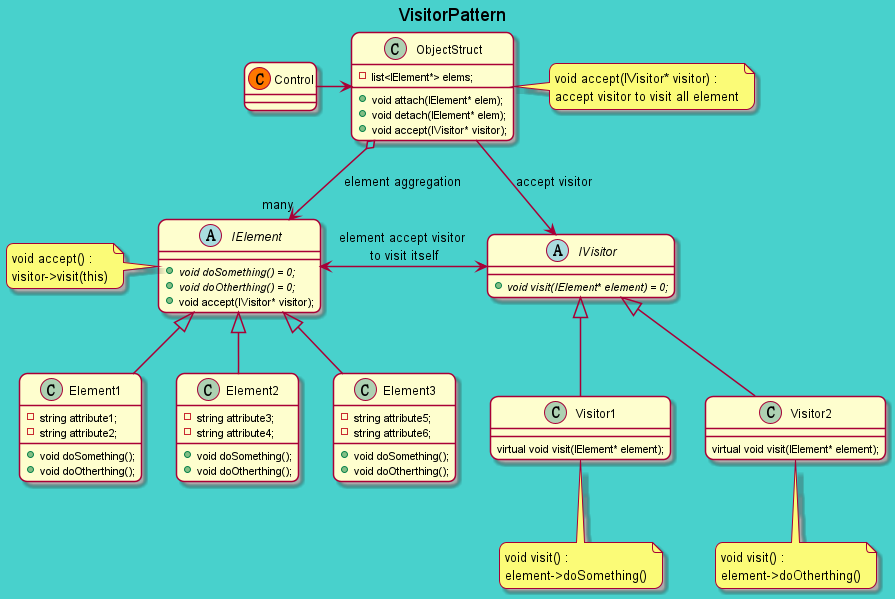 VisitorPattern
C ObjectStruct
list<IElement*> elems;
void attach(IElement* elem);
void detach(IElement* elem);
void accept(IVisitor* visitor);
C Control
void accept(IVisitor* visitor) :
accept visitor to visit all element
element aggregation
many
accept visitor
A IElement
void doSomething() = 0;
void doOtherthing() = 0;
void accept(IVisitor* visitor);
void accept() :
visitor->visit(this)
element accept visitor
to visit itself
A IVisitor
void visit(IElement* element) = 0;
C Element1
string attribute1;
string attribute2;
void doSomething();
void doOtherthing();
C Element2
string attribute3;
string attribute4;
void doSomething();
void doOtherthing();
C Element3
string attribute5;
string attribute6;
void doSomething();
void doOtherthing();
C Visitor1
virtual void visit(IElement* element);
C Visitor2
virtual void visit(IElement* element);
void visit() :
element->doSomething()
void visit() :
element->doOtherthing()